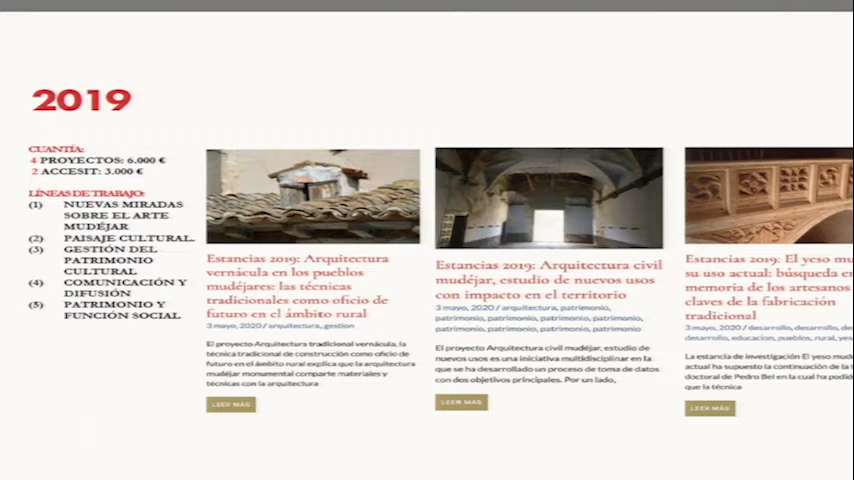 2019
CUANTÍA:
4 PROYECTOS: 6.000 €
2 ACCESIT: 3.000 €
LÍNEAS DE TRABAJO:
(1) NUEVAS MIRADAS
SOBRE EL ARTE
MUDÉJAR
(2) PAISAJE CULTURAL.
(3) GESTIÓN DEL
PATRIMONIO
CULTURAL
(4) COMUNICACIÓN Y
DIFUSIÓN
(5) PATRIMONIO Y
FUNCIÓN SOCIAL
Estancias 2019: Arquitectura
vernácula en los pueblos
mudéjares: las técnicas
tradicionales como oficio de
futuro en el ámbito rural
3 mayo, 2020 / arquitectura, gestion
El proyecto Arquitectura tradicional vernácula, la
técnica tradicional de construcción como oficio de
futuro en el ámbito rural explica que la arquitectura
mudéjar monumental comparte materiales y
técnicas con la arquitectura
LEER MÁS
Estancias 2019: Arquitectura civil
mudéjar, estudio de nuevos usos
con impacto en el territorio
3 mayo, 2020 / arquitectura, patrimonio,
patrimonio, patrimonio, patrimonio, patrimonio,
patrimonio, patrimonio, patrimonio, patrimonio
El proyecto Arquitectura civil mudéjar, estudio de
nuevos usos es una iniciativa multidisciplinar en la
que se ha desarrollado un proceso de toma de datos
con dos objetivos principales. Por un lado,
LEER MÁS
Estancias 2019: El yeso mu
su uso actual: búsqueda en
memoria de los artesanos
claves de la fabricación
tradicional
3 mayo, 2020 / desarrollo, desarrollo, de
desarrollo, educacion, pueblos, rural, yes
La estancia de investigación El yeso mude
actual ha supuesto la continuación de la t
doctoral de Pedro Bel en la cual ha podid
que la técnica
LEER MÁS